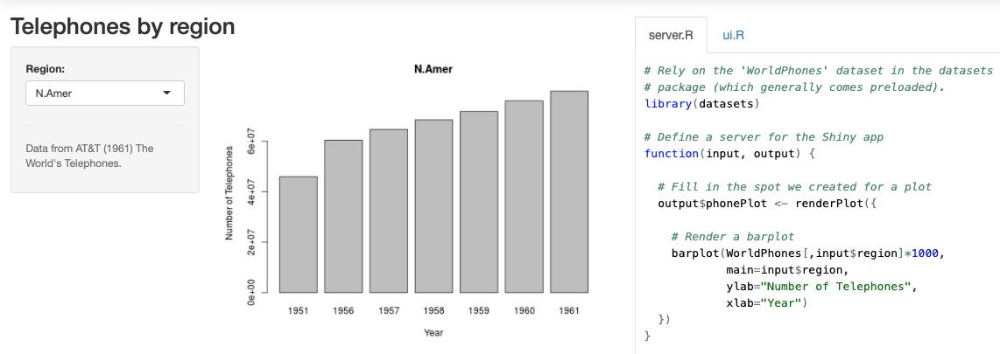 Telephones by region
Region:
N.Amer
Data from AT&T (1961) The
World's Telephones.
N.Amer
Number of Telephones
6e+07
4e+07
2e+07
0e+00
1951 1956 1957 1958 1959 1960 1961
Year
server.R ui.R
# Rely on the 'WorldPhones' dataset in the datasets
# package (which generally comes preloaded).
library(datasets)
# Define a server for the Shiny app
function(input, output) {
  # Fill in the spot we created for a plot
  output$phonePlot <- renderPlot({
    # Render a barplot
    barplot(WorldPhones[,input$region]*1000,
            main=input$region,
            ylab="Number of Telephones",
            xlab="Year")
  })
}